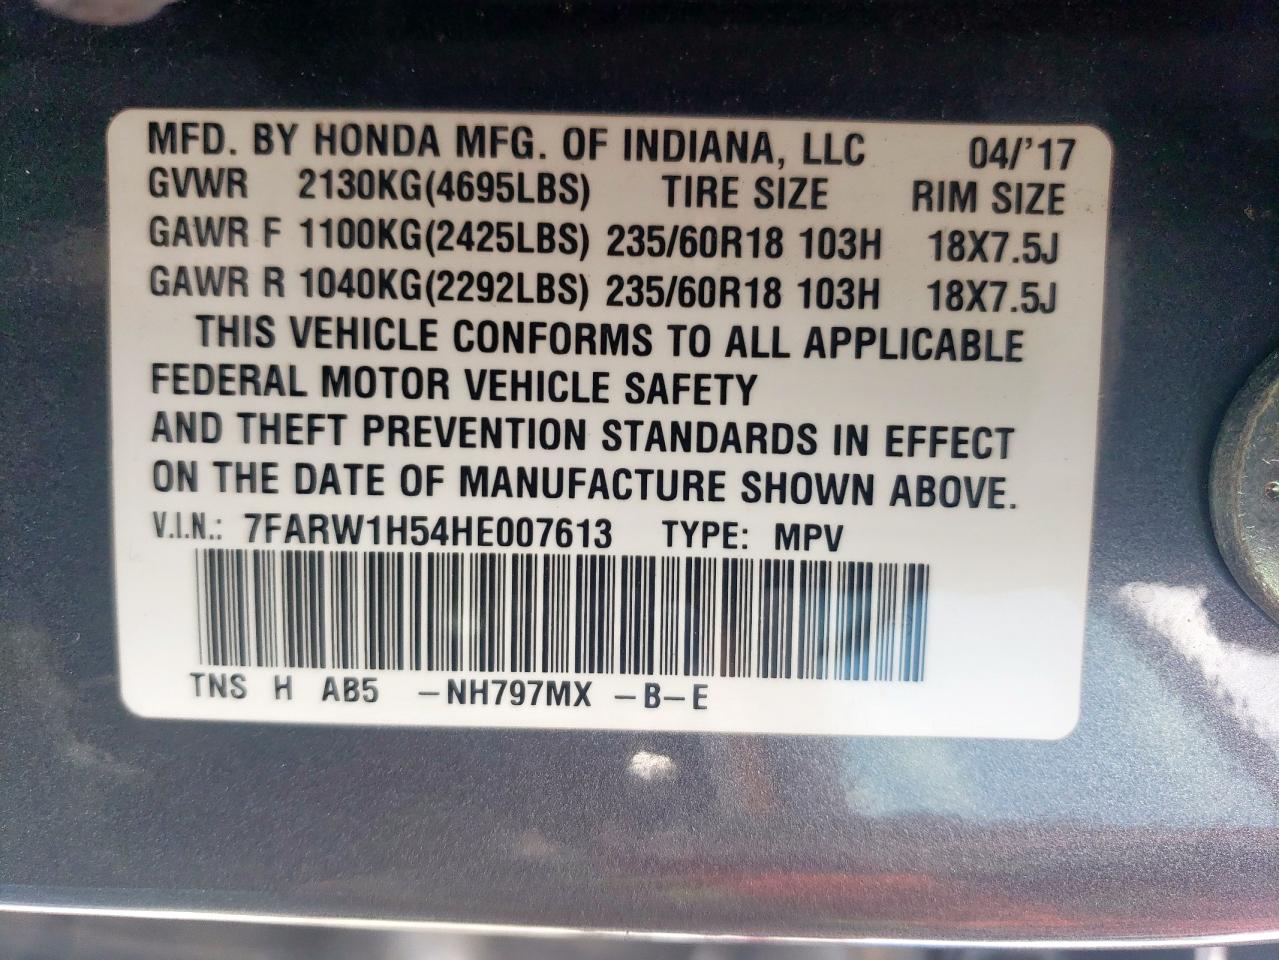 MFD. BY HONDA MFG. OF INDIANA, LLC 04/'17
GVWR 2130KG(4695LBS) TIRE SIZE RIM SIZE
GAWR F 1100KG(2425LBS) 235/60R18 103H 18X7.5J
GAWR R 1040KG(2292LBS) 235/60R18 103H 18X7.5J
THIS VEHICLE CONFORMS TO ALL APPLICABLE
FEDERAL MOTOR VEHICLE SAFETY
AND THEFT PREVENTION STANDARDS IN EFFECT
ON THE DATE OF MANUFACTURE SHOWN ABOVE.
V.I.N.: 7FARW1H54HE007613 TYPE: MPV
TNS H AB5 –NH797MX –B–E